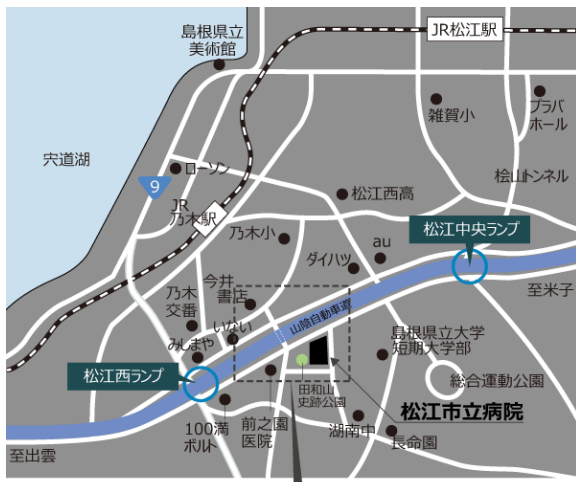 島根県立
美術館
JR松江駅
雑賀小
プラバ
ホール
宍道湖
ローソン
9
桧山トンネル
松江西高
JR
乃木駅
乃木小
松江中央ランプ
au
ダイハツ
至米子
今井
書店
乃木
交番
山陰自動車道
いない
みしまや
島根県立大学
短期大学部
松江西ランプ
田和山
史跡公園
総合運動公園
松江市立病院
100満
ボルト
前之園
医院
湖南中
長命園
至出雲